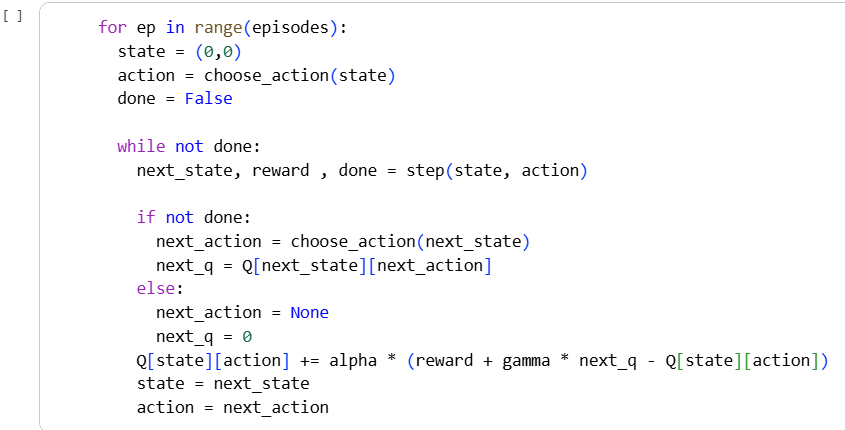 [ ]
for ep in range(episodes):
state = (0,0)
action = choose_action(state)
done = False
while not done:
next_state, reward , done = step(state, action)
if not done:
next_action = choose_action(next_state)
next_q = Q[next_state][next_action]
else:
next_action = None
next_q = 0
Q[state][action] += alpha * (reward + gamma * next_q - Q[state][action])
state = next_state
action = next_action